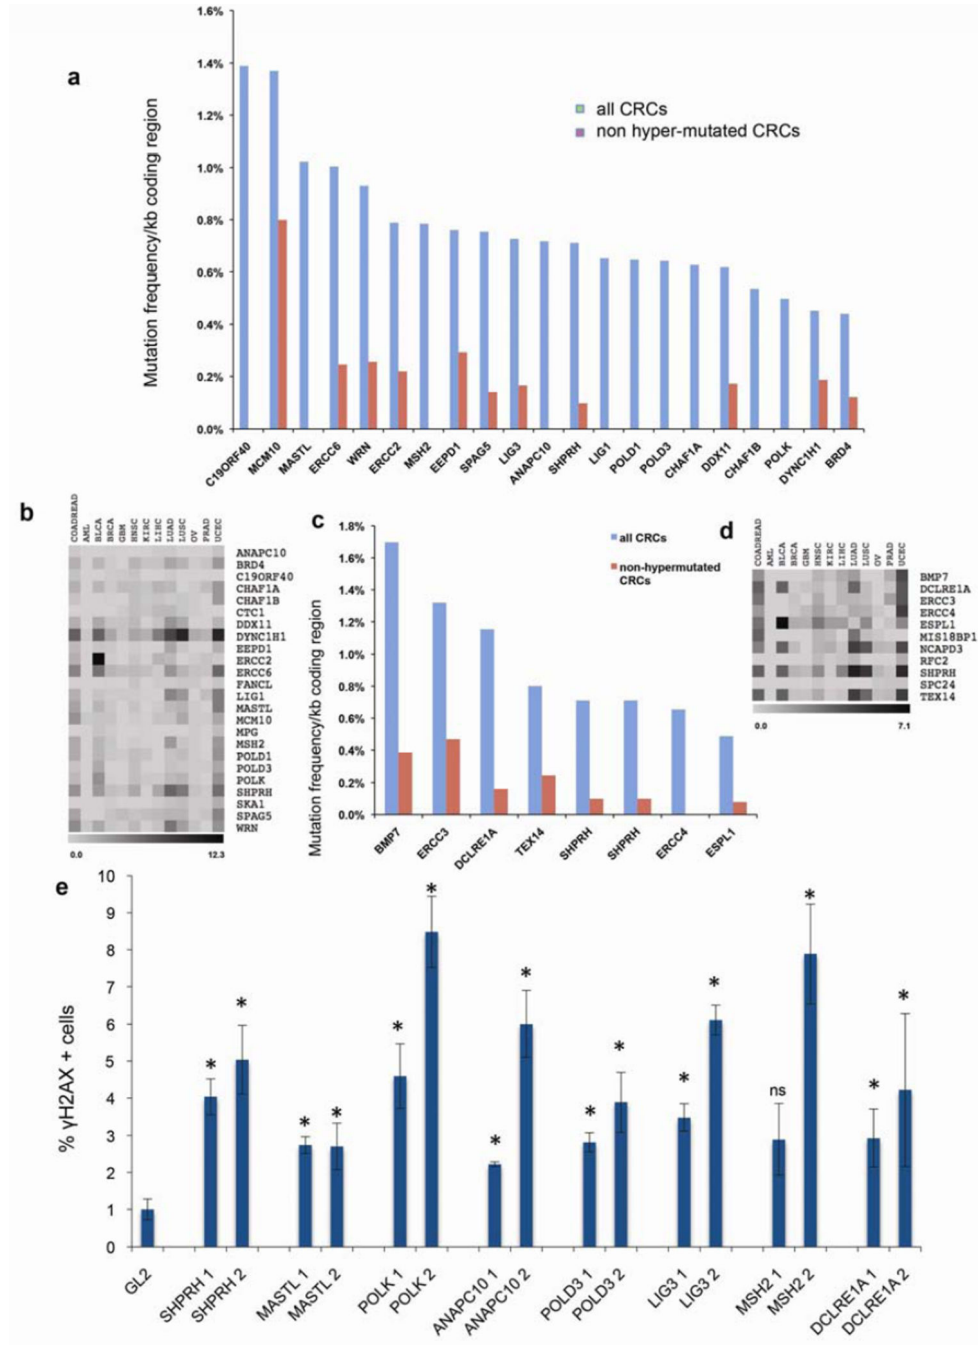 a
Mutation frequency/kb coding region
1.6%
1.4%
1.2%
1.0%
0.8%
0.6%
0.4%
0.2%
0.0%
all CRCs
non hyper-mutated CRCs
C19ORF40
MCM10
MASTL
ERCC6
WRN
ERCC2
MSH2
EEPD1
SPAG5
LIG3
ANAPC10
SHPRH
LIG1
POLD1
POLD3
CHAF1A
DDX11
CHAF1B
POLK
DYNC1H1
BRD4
b
COADREAD
AML
BLCA
BRCA
GBM
HNSC
KIRC
LIHC
LUAD
LUSC
OV
PRAD
UCEC
ANAPC10
BRD4
C19ORF40
CHAF1A
CHAF1B
CTC1
DDX11
DYNC1H1
EEPD1
ERCC2
ERCC6
FANCL
LIG1
MASTL
MCM10
MPG
MSH2
POLD1
POLD3
POLK
SHPRH
SKA1
SPAG5
WRN
0.0 12.3
c
Mutation frequency/kb coding region
1.8%
1.6%
1.4%
1.2%
1.0%
0.8%
0.6%
0.4%
0.2%
0.0%
all CRCs
non-hypermutated
CRCs
BMP7
ERCC3
DCLRE1A
TEX14
SHPRH
SHPRH
ERCC4
ESPL1
d
COADREAD
AML
BLCA
BRCA
GBM
HNSC
KIRC
LIHC
LUAD
LUSC
OV
PRAD
UCEC
BMP7
DCLRE1A
ERCC3
ERCC4
ESPL1
MIS18BP1
NCAPD3
RFC2
SHPRH
SPC24
TEX14
0.0 7.1
e
% γH2AX + cells
10
9
8
7
6
5
4
3
2
1
0
* * * * * * * * * * * * ns * * *
GL2
SHPRH 1
SHPRH 2
MASTL 1
MASTL 2
POLK 1
POLK 2
ANAPC10 1
ANAPC10 2
POLD3 1
POLD3 2
LIG3 1
LIG3 2
MSH2 1
MSH2 2
DCLRE1A 1
DCLRE1A 2